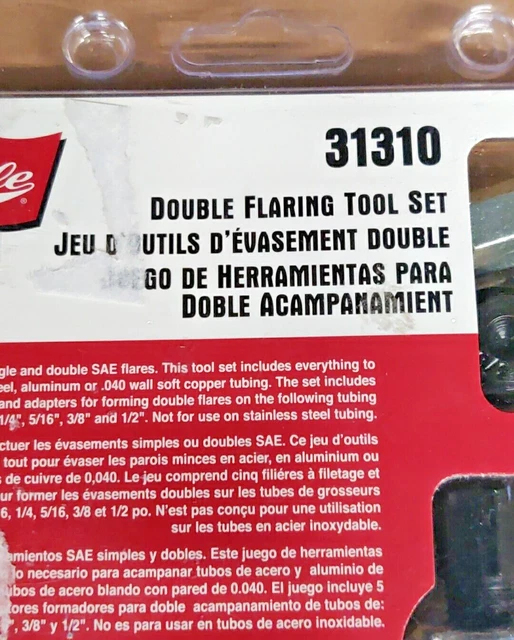 31310
DOUBLE FLARING TOOL SET
JEU D'OUTILS D'ÉVASEMENT DOUBLE
JUEGO DE HERRAMIENTAS PARA
DOBLE ACAMPANAMIENT
le ®
gle and double SAE flares. This tool set includes everything to
eel, aluminum or .040 wall soft copper tubing. The set includes
and adapters for forming double flares on the following tubing
1/4", 5/16", 3/8" and 1/2". Not for use on stainless steel tubing.
ctuer les évasements simples ou doubles SAE. Ce jeu d'outils
tout pour évaser les parois minces en acier, en aluminium ou
s de cuivre de 0,040. Le jeu comprend cinq filiéres à filetage et
ur former les évasements doubles sur les tubes de grosseurs
6, 1/4, 5/16, 3/8 et 1/2 po. N'est pas conçu pour une utilisation
sur les tubes en acier inoxydable.
amientos SAE simples y dobles. Este juego de herramientas
lo necesario para acampanar tubos de acero y aluminio de
ubos de acero blando con pared de 0.040. El juego incluye 5
ores formadores para doble acampanamiento de tubos de:
", 3/8" y 1/2". No es para usar en tubos de acero inoxidable.